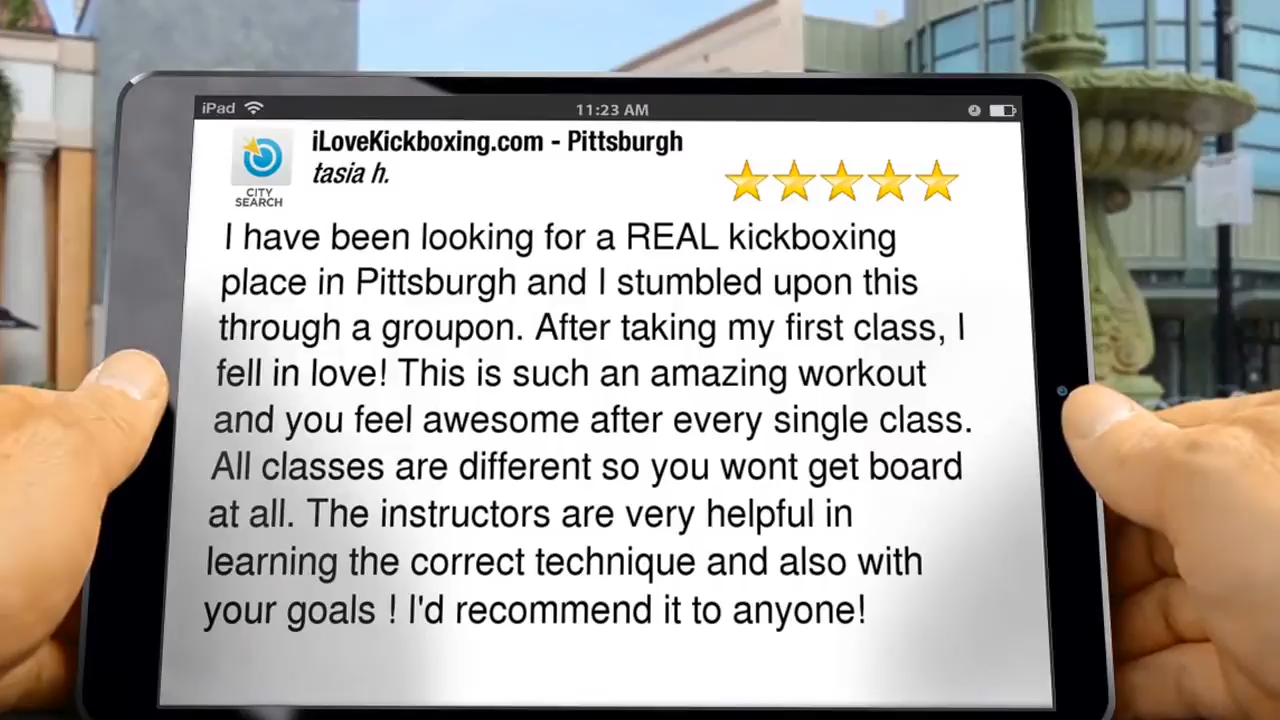 iPad
11:23 AM
iLoveKickboxing.com - Pittsburgh
tasia h.
CITY
SEARCH
I have been looking for a REAL kickboxing
place in Pittsburgh and I stumbled upon this
through a groupon. After taking my first class, I
fell in love! This is such an amazing workout
and you feel awesome after every single class.
All classes are different so you wont get board
at all. The instructors are very helpful in
learning the correct technique and also with
your goals ! I'd recommend it to anyone!